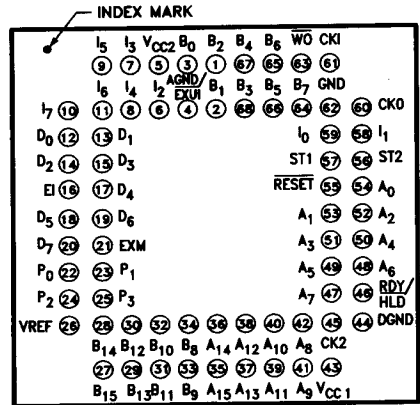 INDEX MARK
I5 I3 VCC2 B0 B2 B4 B6 W̅O̅ CKI
9 7 5 3 1 67 65 63 61
I6 I4 I2 AGND/E̅X̅U̅I̅ B1 B3 B5 B7 GND
I7 10 11 8 6 4 2 68 66 64 62 60 CKO
D0 12 13 D1 I0 59 58 I1
D2 14 15 D3 ST1 57 56 ST2
EI 16 17 D4 R̅E̅S̅E̅T̅ 55 54 A0
D5 18 19 D6 A1 53 52 A2
D7 20 21 EXM A3 51 50 A4
P0 22 23 P1 A5 49 48 A6
P2 24 25 P3 A7 47 46 R̅D̅Y̅/HLD
VREF 26 28 30 32 34 36 38 40 42 45 44 DGND
B14 B12 B10 B8 A14 A12 A10 A8 CK2
27 29 31 33 35 37 39 41 43
B15 B13 B11 B9 A15 A13 A11 A9 VCC1